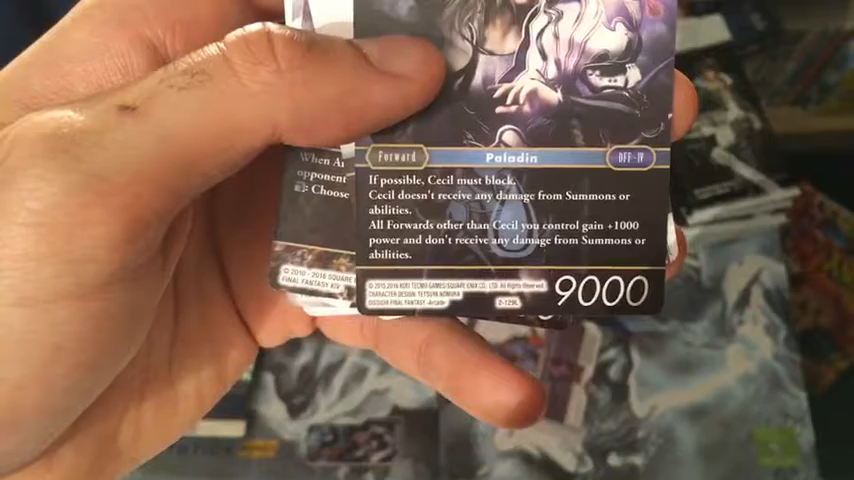 Forward
Paladin
DFF·IV
If possible, Cecil must block.
Cecil doesn't receive any damage from Summons or
abilities.
All Forwards other than Cecil you control gain +1000
power and don't receive any damage from Summons or
abilities.
© 2015, 2016 KOEI TECMO GAMES/SQUARE ENIX CO., LTD. All Rights Reserved
CHARACTER DESIGN: TETSUYA NOMURA
DISSIDIA FINAL FANTASY -Arcade-
2-129L
9000
opponent
: Choose
© 2010 - 2016 SQUARE
FINAL FANTASY XIV